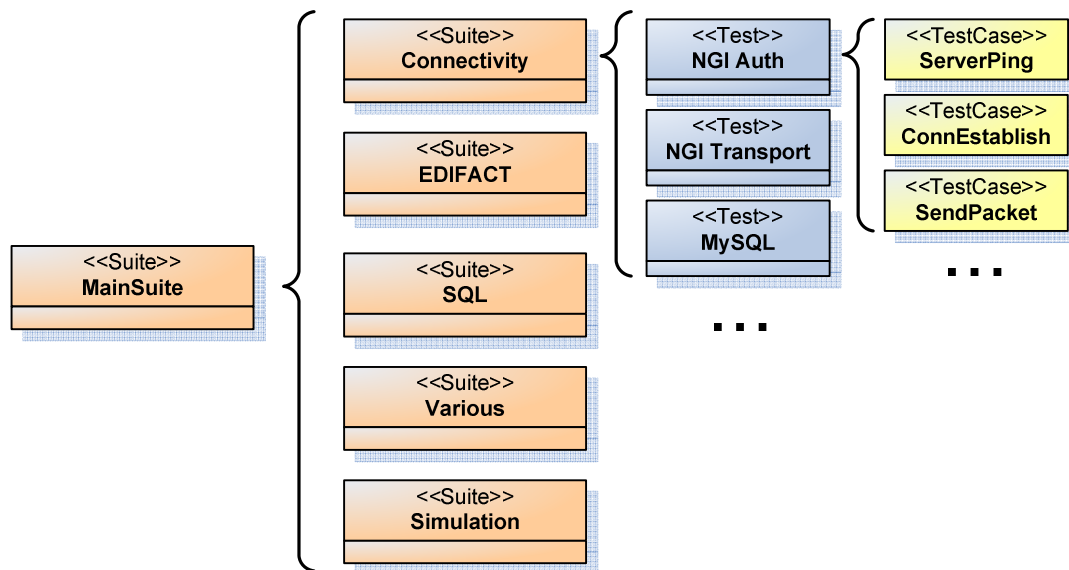 <<Suite>>
MainSuite
<<Suite>>
Connectivity
<<Suite>>
EDIFACT
<<Suite>>
SQL
<<Suite>>
Various
<<Suite>>
Simulation
<<Test>>
NGI Auth
<<Test>>
NGI Transport
<<Test>>
MySQL
...
<<TestCase>>
ServerPing
<<TestCase>>
ConnEstablish
<<TestCase>>
SendPacket
...